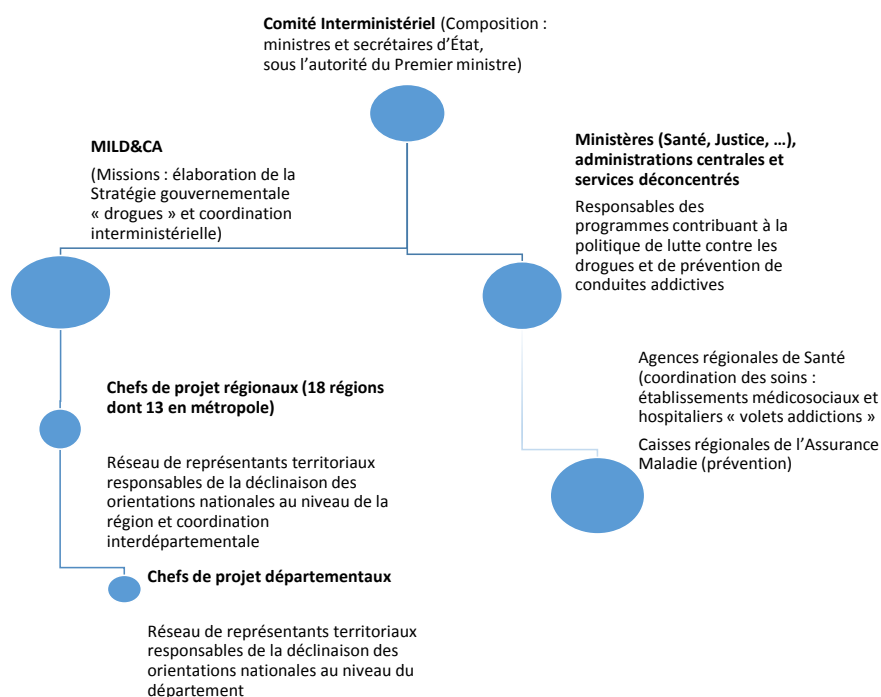 Comité Interministériel (Composition :
ministres et secrétaires d’État,
sous l’autorité du Premier ministre)
MILD&CA
(Missions : élaboration de la
Stratégie gouvernementale
« drogues » et coordination
interministérielle)
Ministères (Santé, Justice, …),
administrations centrales et
services déconcentrés
Responsables des
programmes contribuant à la
politique de lutte contre les
drogues et de prévention de
conduites addictives
Chefs de projet régionaux (18 régions
dont 13 en métropole)
Réseau de représentants territoriaux
responsables de la déclinaison des
orientations nationales au niveau de la
région et coordination
interdépartementale
Agences régionales de Santé
(coordination des soins :
établissements médicosociaux et
hospitaliers « volets addictions »
Caisses régionales de l’Assurance
Maladie (prévention)
Chefs de projet départementaux
Réseau de représentants territoriaux
responsables de la déclinaison des
orientations nationales au niveau du
département